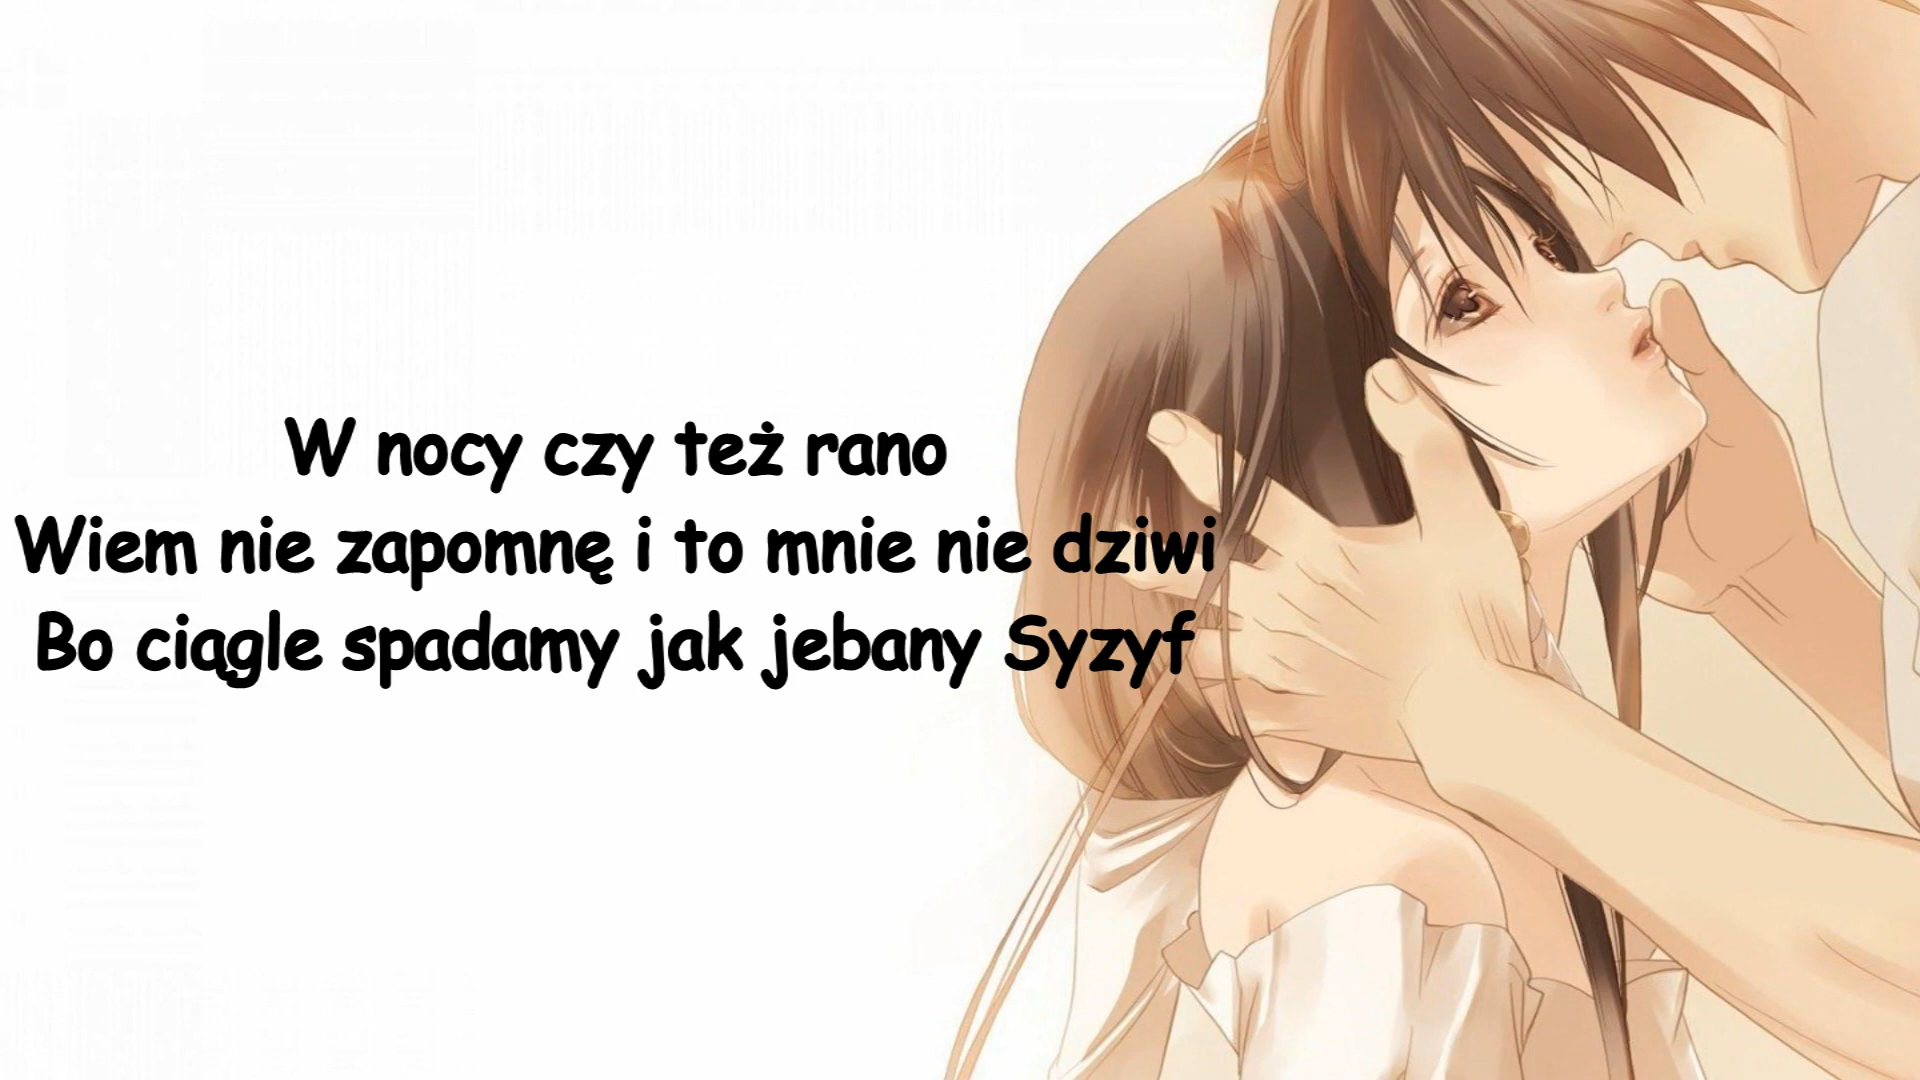 W nocy czy też rano
Wiem nie zapomnę i to mnie nie dziwi
Bo ciągle spadamy jak jebany Syzyf